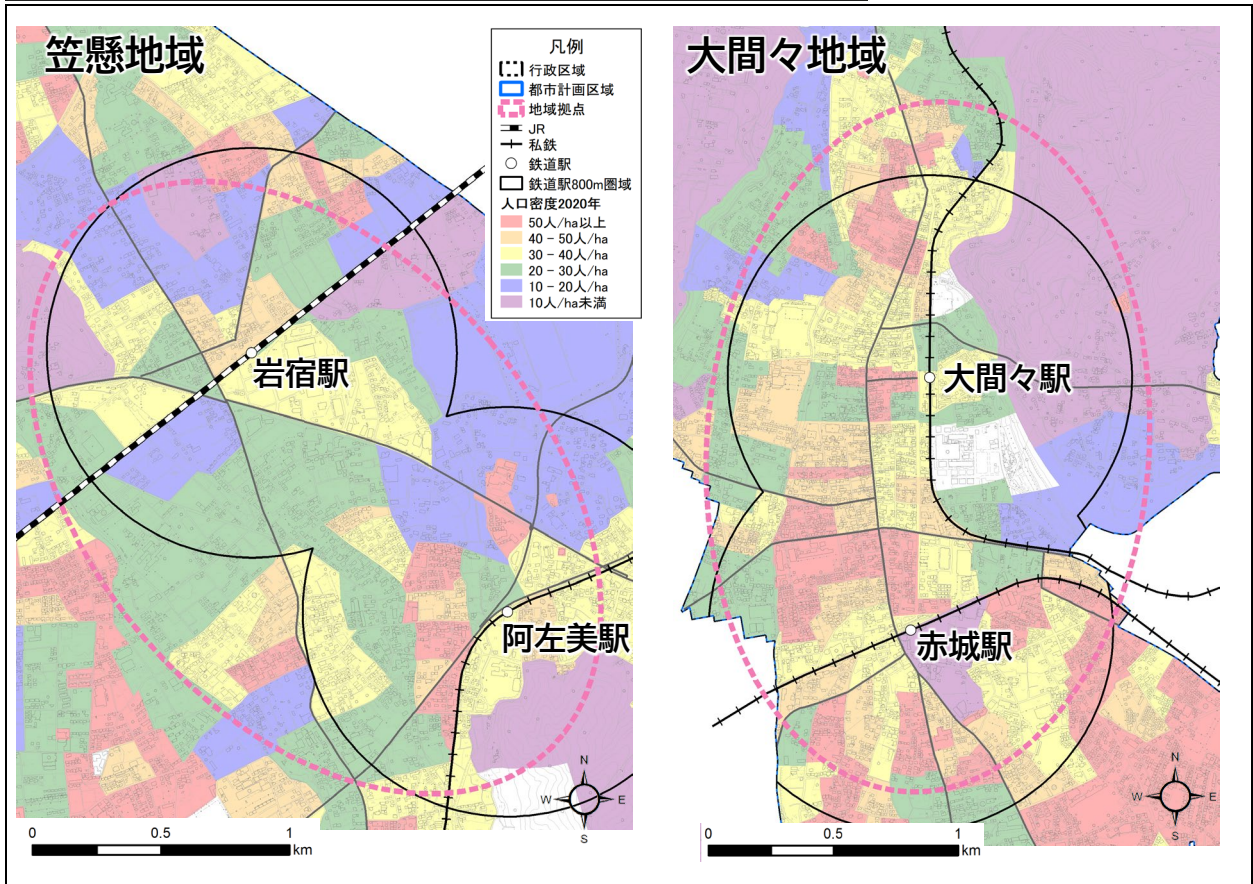 笠懸地域
凡例
行政区域
都市計画区域
地域拠点
JR
私鉄
鉄道駅
鉄道駅800m圏域
人口密度2020年
50人/ha以上
40－50人/ha
30－40人/ha
20－30人/ha
10－20人/ha
10人/ha未満
岩宿駅
阿左美駅
N
W
E
S
0
0.5
1
km
大間々地域
大間々駅
赤城駅
N
W
E
S
0
0.5
1
km